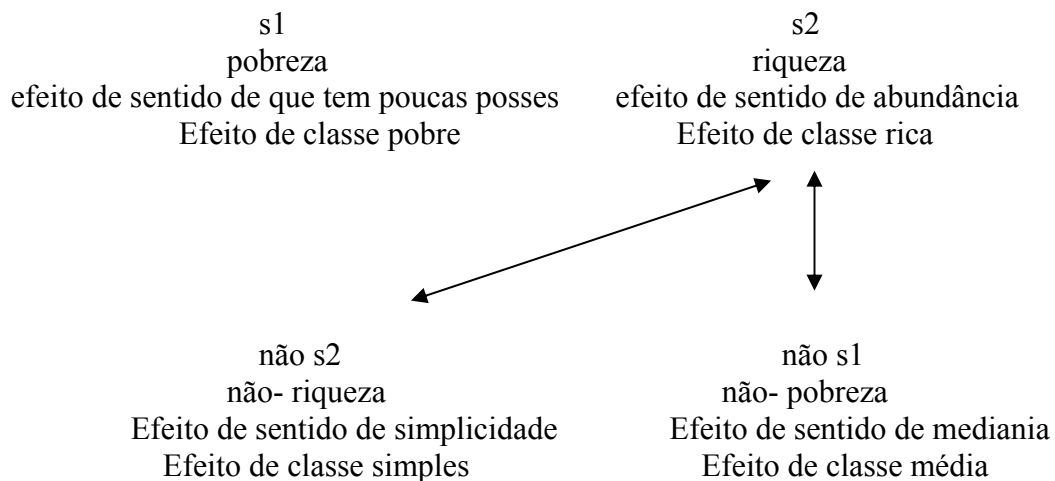 s1
pobreza
efeito de sentido de que tem poucas posses
Efeito de classe pobre
s2
riqueza
efeito de sentido de abundância
Efeito de classe rica
não s2
não- riqueza
Efeito de sentido de simplicidade
Efeito de classe simples
não s1
não- pobreza
Efeito de sentido de mediania
Efeito de classe média